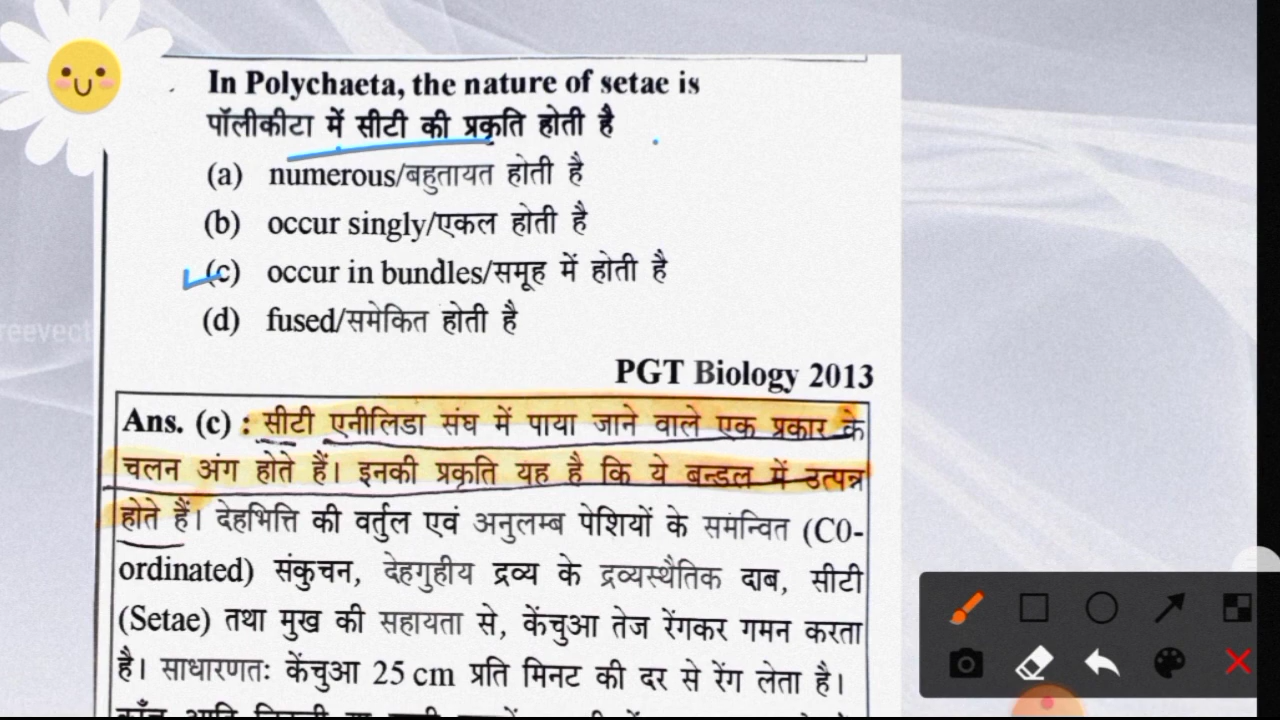 In Polychaeta, the nature of setae is
पॉलीकीटा में सीटी की प्रकृति होती है
(a) numerous/बहुतायत होती है
(b) occur singly/एकल होती है
(c) occur in bundles/समूह में होती है
(d) fused/समेकित होती है
reevect
PGT Biology 2013
Ans. (c) : सीटी एनीलिडा संघ में पाया जाने वाले एक प्रकार के
चलन अंग होते हैं। इनकी प्रकृति यह है कि ये बन्डल में उत्पन्न
होते हैं। देहभित्ति की वर्तुल एवं अनुलम्ब पेशियों के समन्वित (C0-
ordinated) संकुचन, देहगुहीय द्रव्य के द्रव्यस्थैतिक दाब, सीटी
(Setae) तथा मुख की सहायता से, केंचुआ तेज रेंगकर गमन करता
है। साधारणतः केंचुआ 25 cm प्रति मिनट की दर से रेंग लेता है।